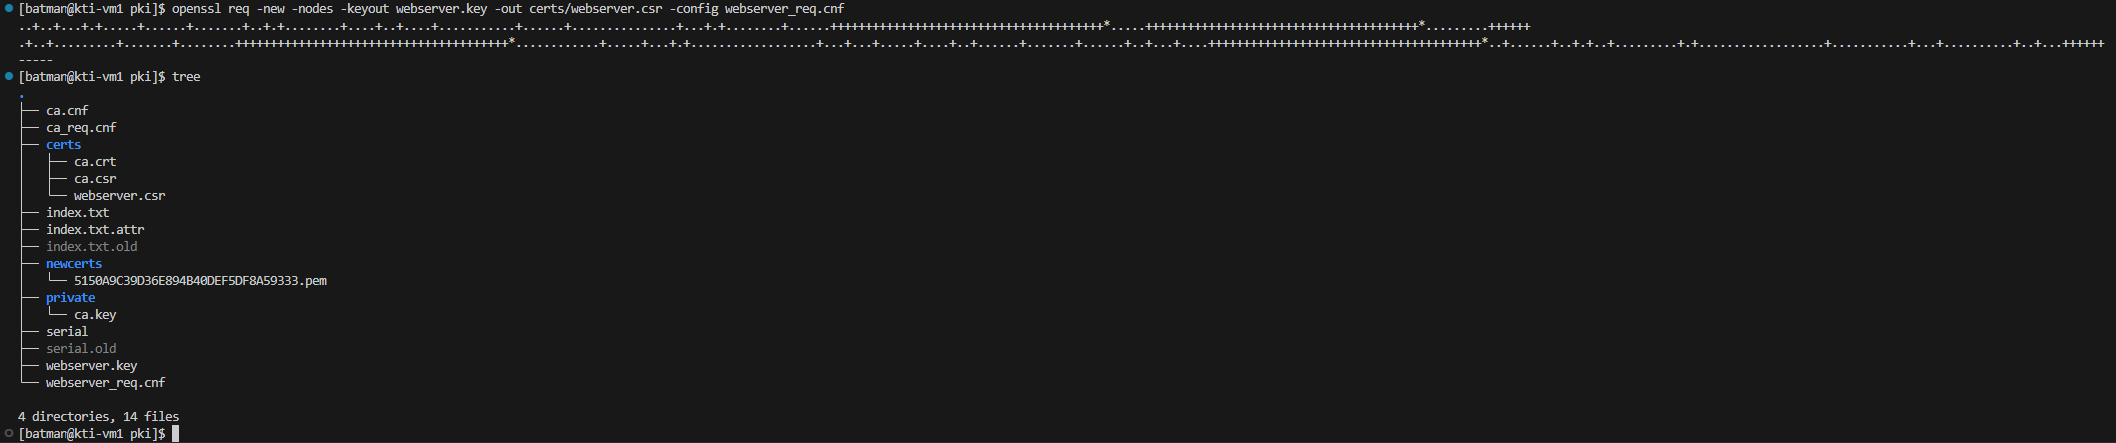 [batman@kti-vm1 pki]$ openssl req -new -nodes -keyout webserver.key -out certs/webserver.csr -config webserver_req.cnf
..+..+...+.+.....+......+.......+..+.+........+....+..+....+...........+......+......+...............+...+.+........+......+++++++++++++++++++++++++++++++++++++++*.....+++++++++++++++++++++++++++++++++++++++*.........++++++
.+..+.........+.......+........+++++++++++++++++++++++++++++++++++++++*............+.....+...+.+..................+...+...+.....+....+..+......+.......+......+..+...+....+++++++++++++++++++++++++++++++++++++++*..+......+..+.+..+.........+.+..................+...........+...+..........+..+...++++++
-----
[batman@kti-vm1 pki]$ tree
.
├── ca.cnf
├── ca_req.cnf
├── certs
│   ├── ca.crt
│   ├── ca.csr
│   └── webserver.csr
├── index.txt
├── index.txt.attr
├── index.txt.old
├── newcerts
│   └── 5150A9C39D36E894B40DEF5DF8A59333.pem
├── private
│   └── ca.key
├── serial
├── serial.old
├── webserver.key
└── webserver_req.cnf
4 directories, 14 files
[batman@kti-vm1 pki]$